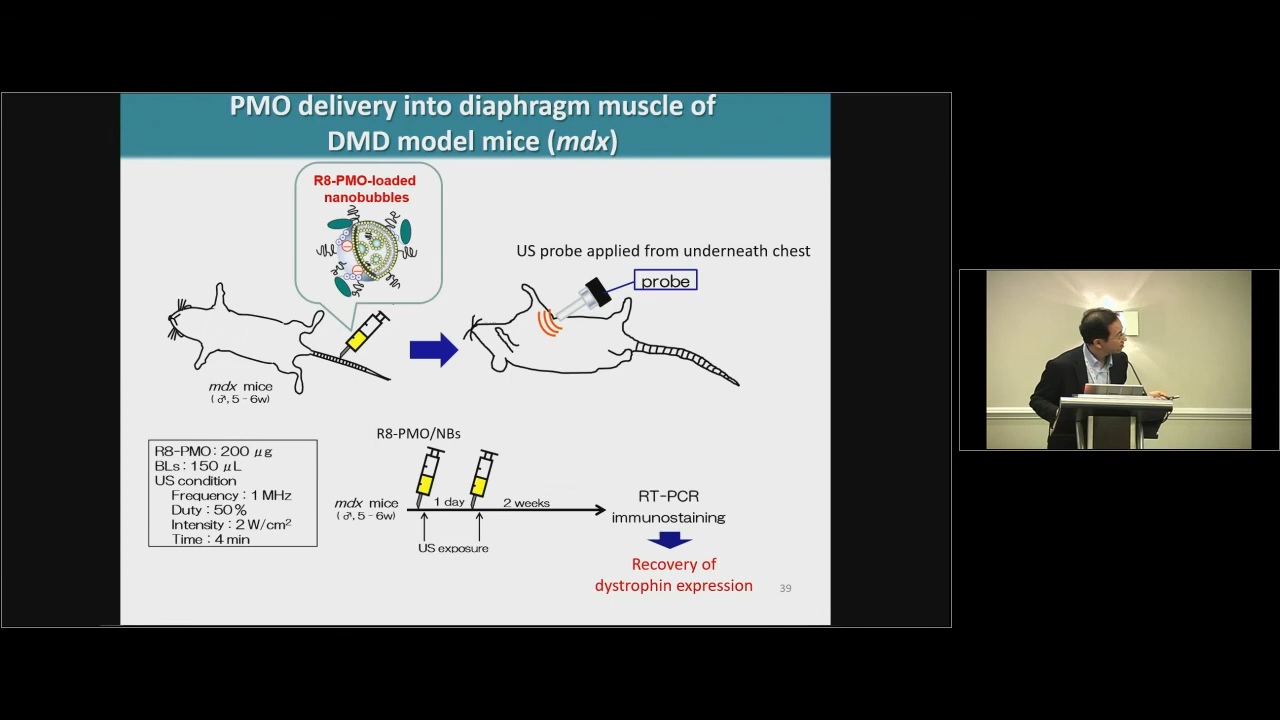 PMO delivery into diaphragm muscle of
DMD model mice (mdx)
R8-PMO-loaded
nanobubbles
US probe applied from underneath chest
probe
mdx mice
(♂, 5 - 6w)
R8-PMO/NBs
R8-PMO : 200 μg
BLs : 150 μL
US condition
Frequency : 1 MHz
Duty : 50 %
Intensity : 2 W/cm²
Time : 4 min
mdx mice
(♂, 5 - 6w)
1 day
2 weeks
US exposure
RT-PCR
immunostaining
Recovery of
dystrophin expression
39